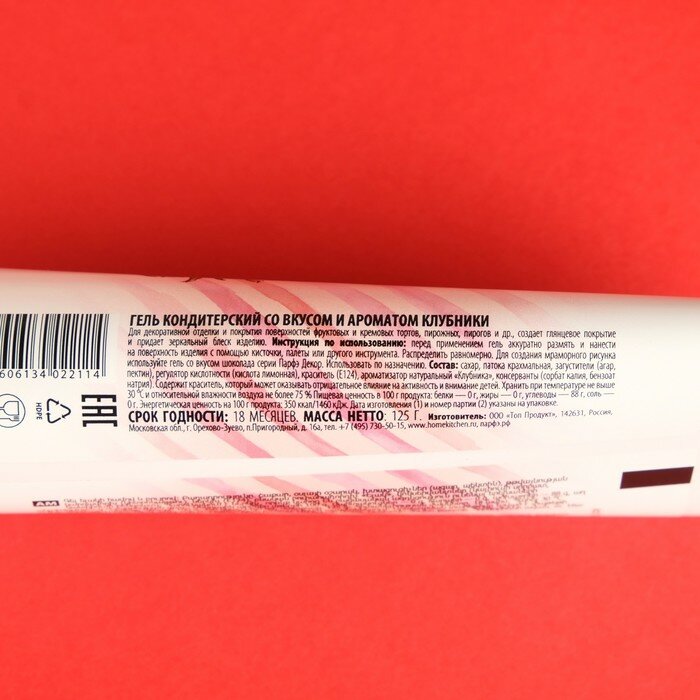 ГЕЛЬ КОНДИТЕРСКИЙ СО ВКУСОМ И АРОМАТОМ КЛУБНИКИ
Для декоративной отделки и покрытия поверхностей фруктовых и кремовых тортов, пирожных, пирогов и др., создает глянцевое покрытие
и придает зеркальный блеск изделию. Инструкция по использованию: перед применением гель аккуратно размять и нанести
на поверхность изделия с помощью кисточки, палеты или другого инструмента. Распределить равномерно. Для создания мраморного рисунка
используйте гель со вкусом шоколада серии Парфэ Декор. Использовать по назначению. Состав: сахар, патока крахмальная, загустители (агар,
пектин), регулятор кислотности (кислота лимонная), краситель (Е124), ароматизатор натуральный «Клубника», консерванты (сорбат калия, бензоат
натрия). Содержит краситель, который может оказывать отрицательное влияние на активность и внимание детей. Хранить при температуре не выше
30 °С и относительной влажности воздуха не более 75 % Пищевая ценность в 100 г продукта: белки — 0 г, жиры — 0 г, углеводы — 88 г, соль —
0 г. Энергетическая ценность на 100 г продукта: 350 ккал/1460 кДж. Дата изготовления (1) и номер партии (2) указаны на упаковке.
СРОК ГОДНОСТИ: 18 МЕСЯЦЕВ. МАССА НЕТТО: 125 Г. Изготовитель: ООО «Топ Продукт», 142631, Россия,
Московская обл., г. Орехово-Зуево, п.Пригородный, д. 16а, тел. +7 (495) 730-50-15, www.homekitchen.ru, парфэ.рф
606134 022114
HDPE
EAC
AM